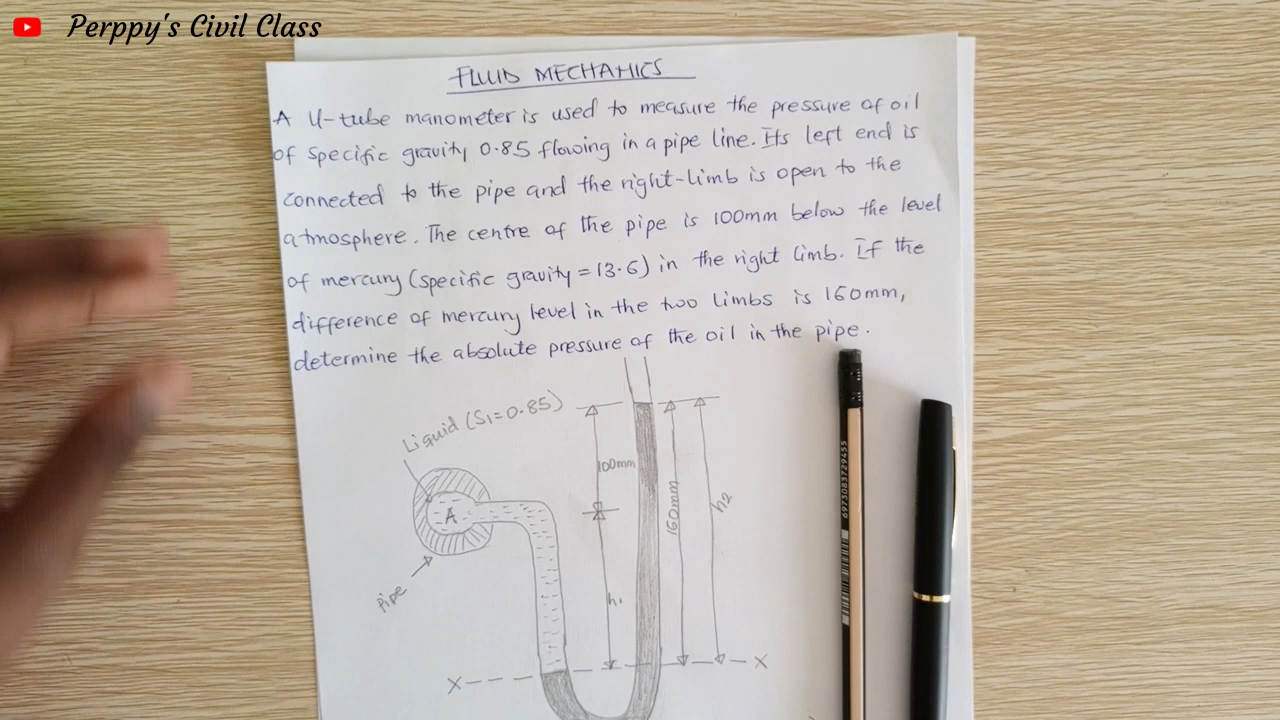 Perppy's Civil Class
FLUID MECHANICS
A U-tube manometer is used to measure the pressure of oil
of specific gravity 0.85 flowing in a pipe line. Its left end is
connected to the pipe and the right-limb is open to the
atmosphere. The centre of the pipe is 100mm below the level
of mercury (specific gravity = 13.6) in the right limb. If the
difference of mercury level in the two limbs is 160mm,
determine the absolute pressure of the oil in the pipe.
Liquid (S1=0.85)
100mm
A
160mm
h2
Pipe
h1
X
X
6973083729455